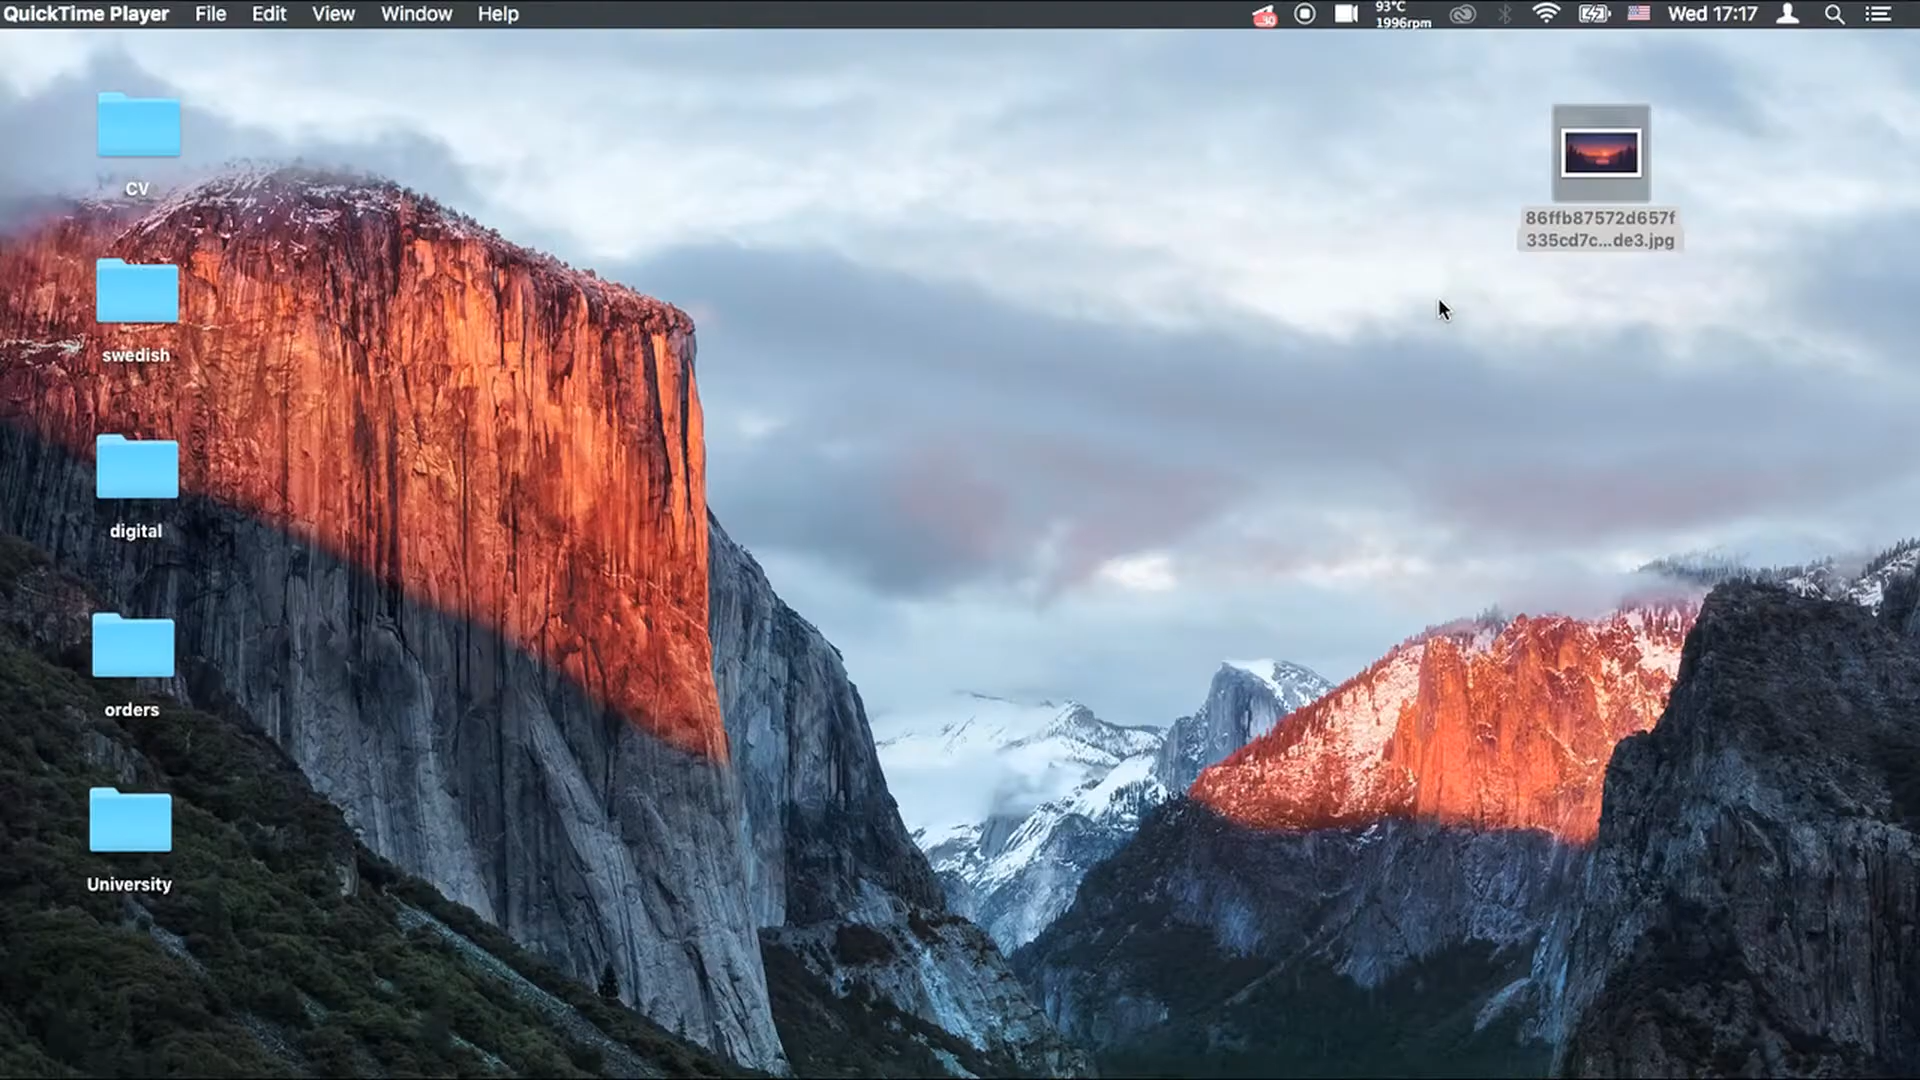 QuickTime Player File Edit View Window Help 30 93°C Wed 17:17
1996rpm
CV
86ffb87572d657f
335cd7c...de3.jpg
swedish
digital
orders
University